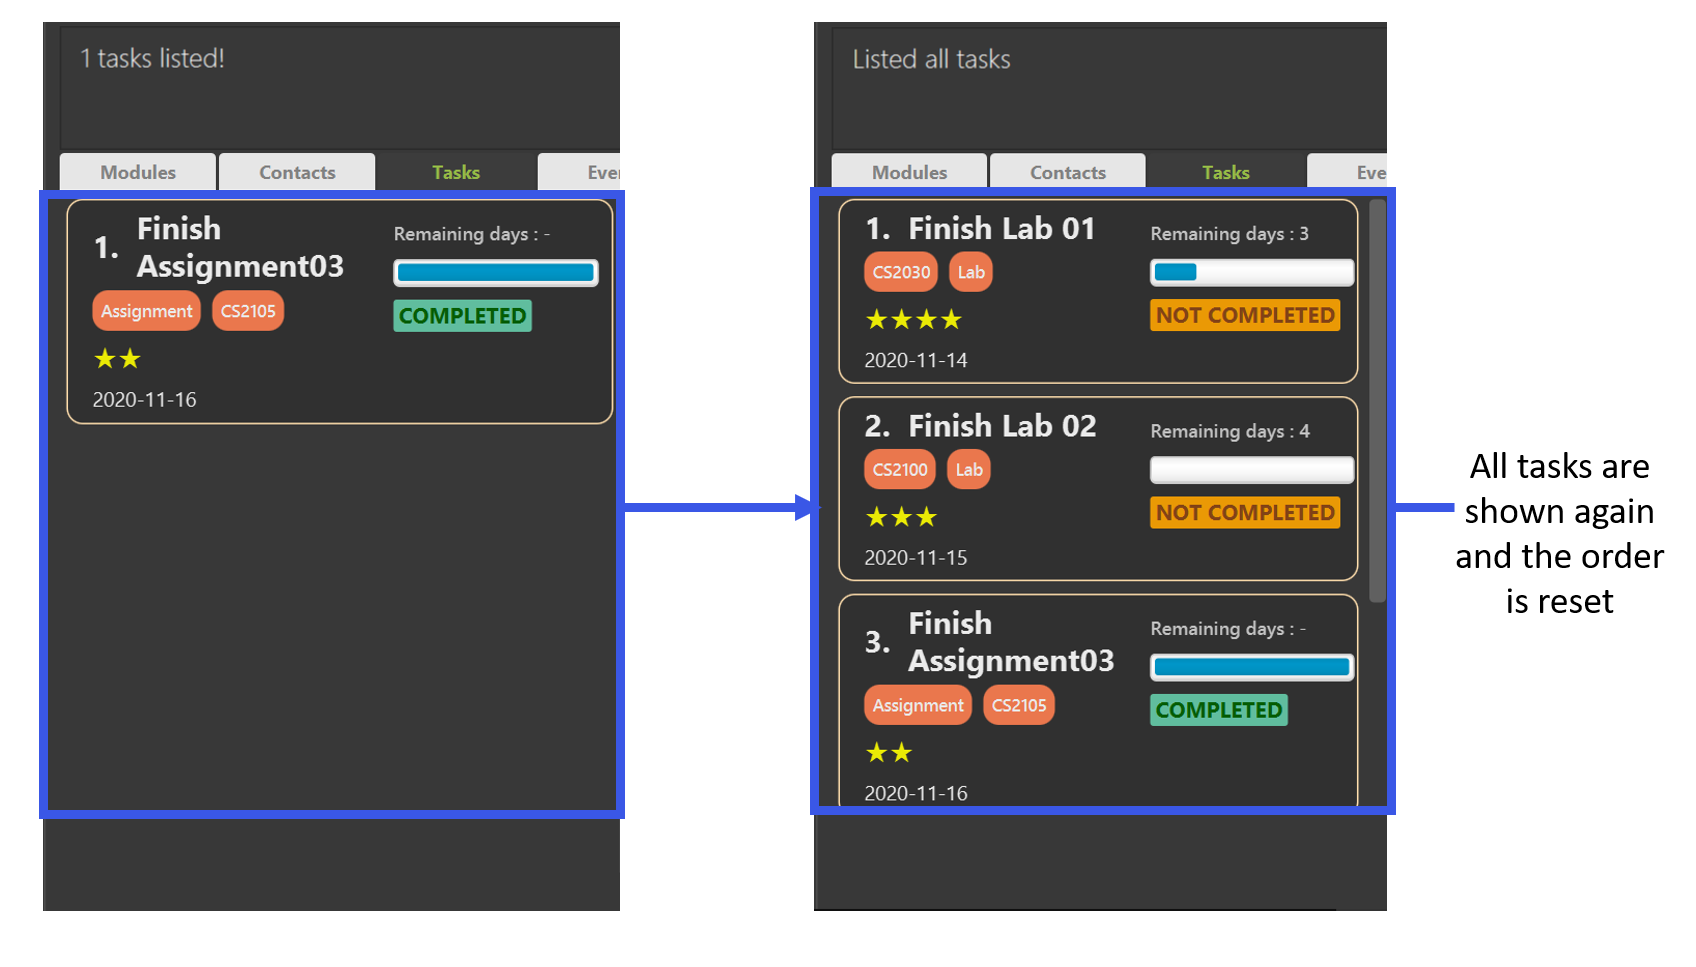 1 tasks listed!
Modules Contacts Tasks Eve
1. Finish
Assignment03
Remaining days : -
Assignment CS2105
COMPLETED
★★
2020-11-16
Listed all tasks
Modules Contacts Tasks Eve
1. Finish Lab 01
Remaining days : 3
CS2030 Lab
★★★★
NOT COMPLETED
2020-11-14
2. Finish Lab 02
Remaining days : 4
CS2100 Lab
★★★
NOT COMPLETED
2020-11-15
3. Finish
Assignment03
Remaining days : -
Assignment CS2105
COMPLETED
★★
2020-11-16
All tasks are
shown again
and the order
is reset